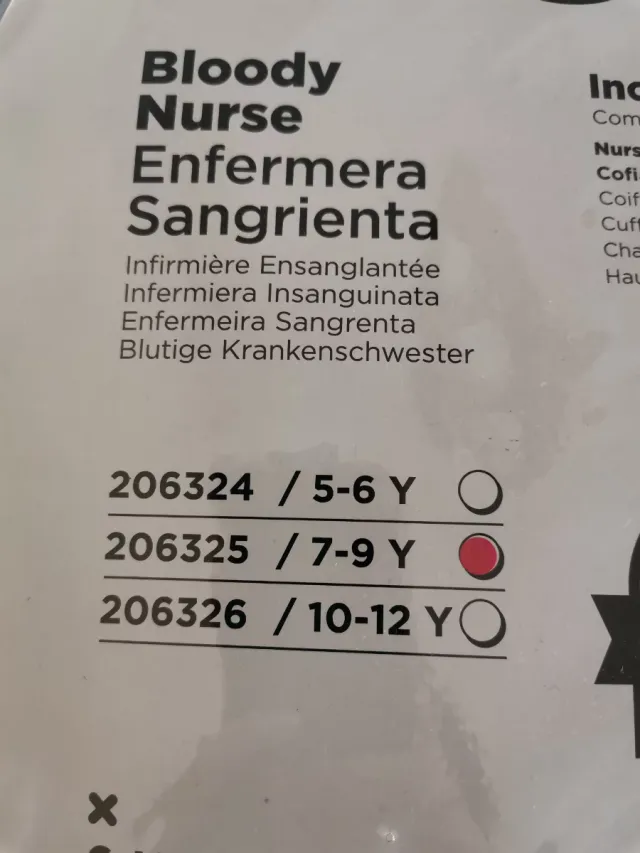 Bloody
Nurse
Enfermera
Sangrienta
Infirmière Ensanglantée
Infermiera Insanguinata
Enfermeira Sangrenta
Blutige Krankenschwester
206324 / 5-6 Y
206325 / 7-9 Y
206326 / 10-12 Y